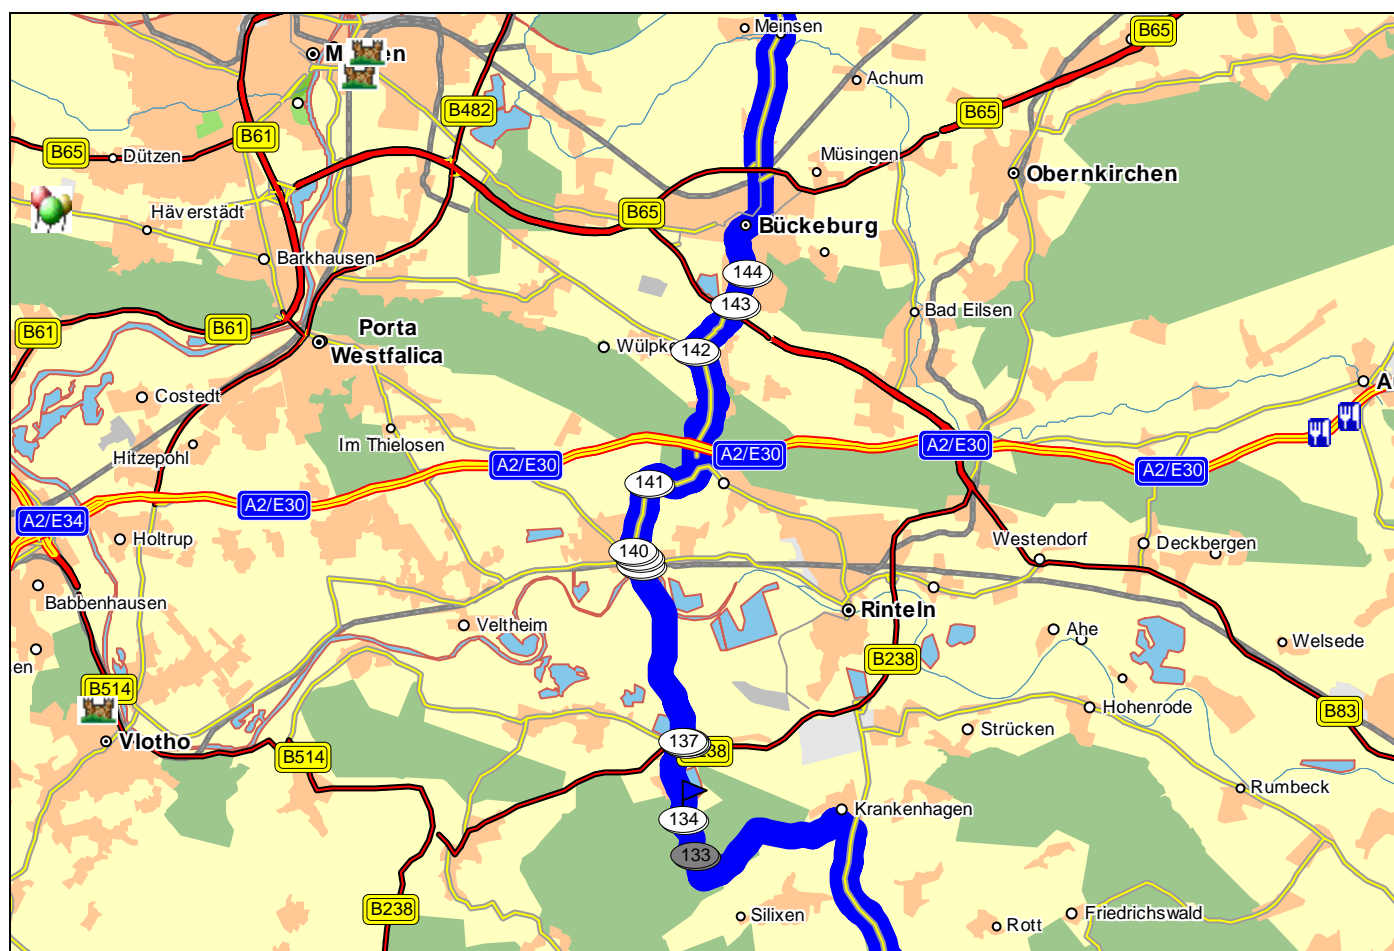 Meinsen
B65
Achum
B482
B65
B61
B65
Dützen
Müsingen
Obernkirchen
Häverstädt
B65
Bückeburg
Barkhausen
144
143
Bad Eilsen
B61
B61
Porta
Westfalica
142
Costedt
Im Thielosen
Hitzepohl
A2/E30
A2/E30
A2/E30
A2/E30
A2/E30
141
A2/E34
Holtrup
140
Westendorf
Deckbergen
Babbenhausen
Rinteln
Veltheim
Ahe
Welsede
B238
B514
Hohenrode
B83
Strücken
Vlotho
137
B514
Rumbeck
134
Krankenhagen
133
B238
Silixen
Friedrichswald
Rott